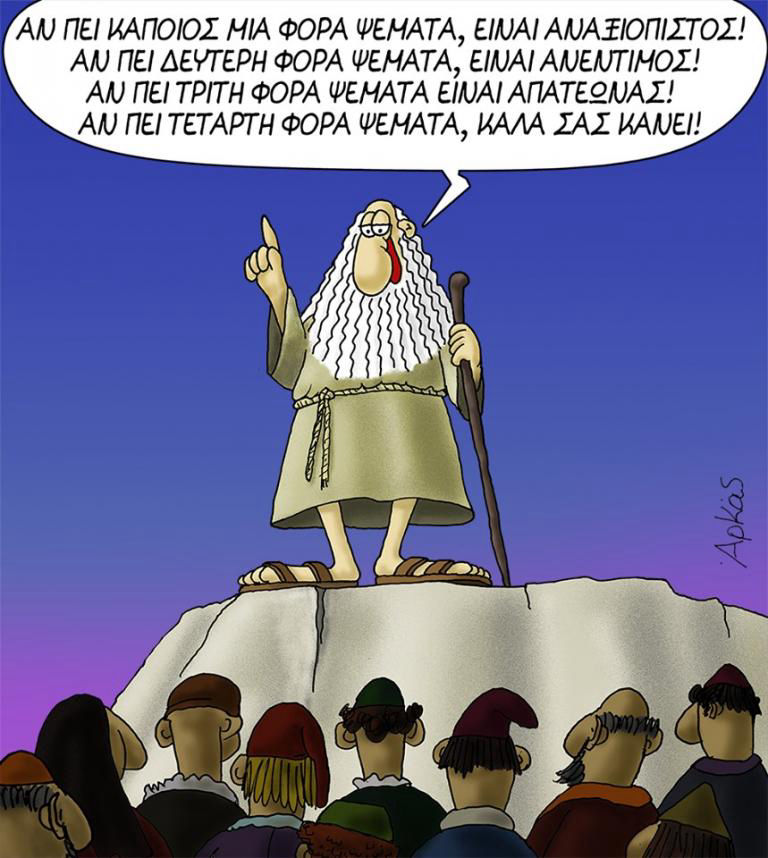 ΑΝ ΠΕΙ ΚΑΠΟΙΟΣ ΜΙΑ ΦΟΡΑ ΨΕΜΑΤΑ, ΕΙΝΑΙ ΑΝΑΞΙΟΠΙΣΤΟΣ!
ΑΝ ΠΕΙ ΔΕΥΤΕΡΗ ΦΟΡΑ ΨΕΜΑΤΑ, ΕΙΝΑΙ ΑΝΕΝΤΙΜΟΣ!
ΑΝ ΠΕΙ ΤΡΙΤΗ ΦΟΡΑ ΨΕΜΑΤΑ ΕΙΝΑΙ ΑΠΑΤΕΩΝΑΣ!
ΑΝ ΠΕΙ ΤΕΤΑΡΤΗ ΦΟΡΑ ΨΕΜΑΤΑ, ΚΑΛΑ ΣΑΣ ΚΑΝΕΙ!
Ἀρκάς